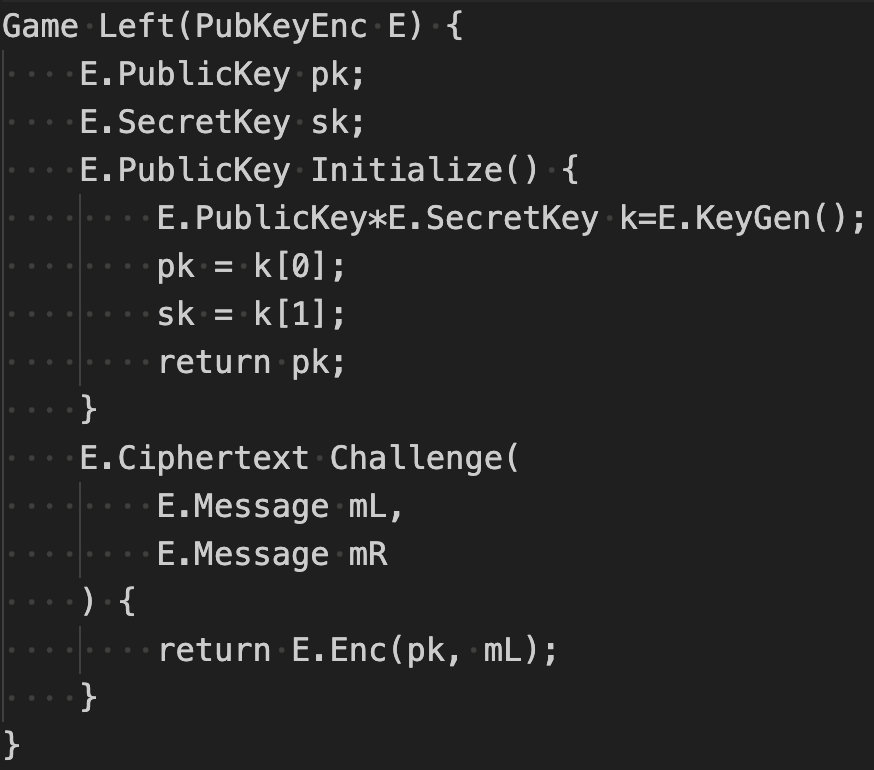 Game Left(PubKeyEnc E) {
    E.PublicKey pk;
    E.SecretKey sk;
    E.PublicKey Initialize() {
        E.PublicKey*E.SecretKey k=E.KeyGen();
        pk = k[0];
        sk = k[1];
        return pk;
    }
    E.Ciphertext Challenge(
        E.Message mL,
        E.Message mR
    ) {
        return E.Enc(pk, mL);
    }
}